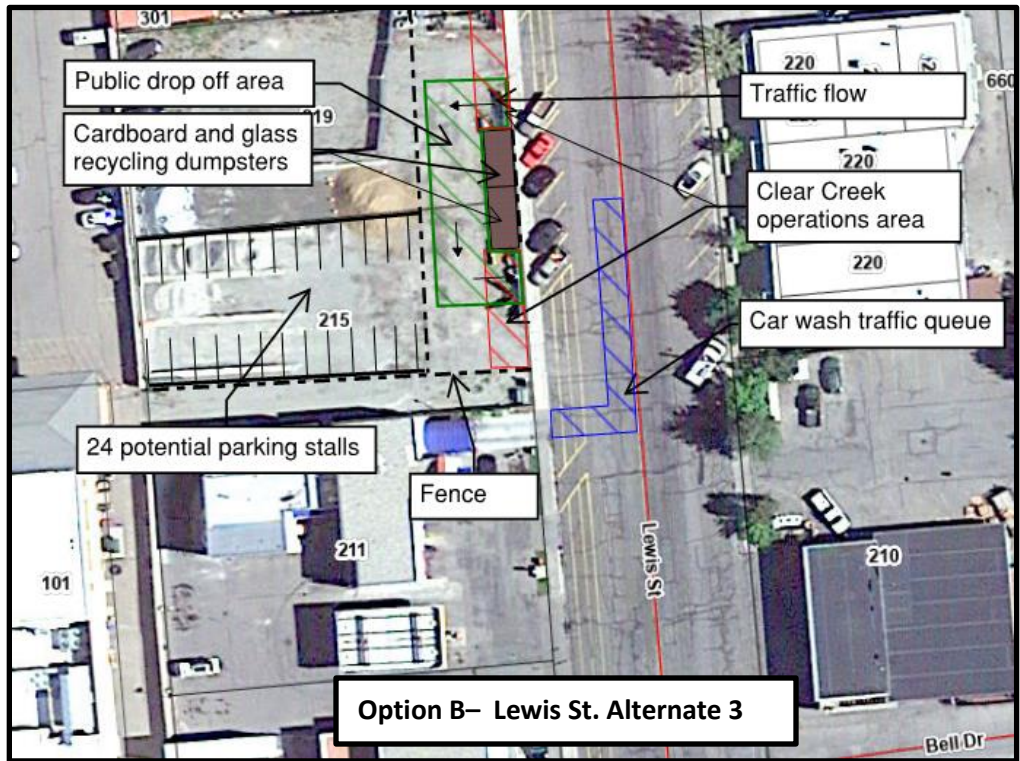 301
Public drop off area
219
Cardboard and glass
recycling dumpsters
215
24 potential parking stalls
Fence
211
101
Traffic flow
220
220
220
220
660
Clear Creek
operations area
Car wash traffic queue
Lewis St
210
Bell Dr
Option B– Lewis St. Alternate 3